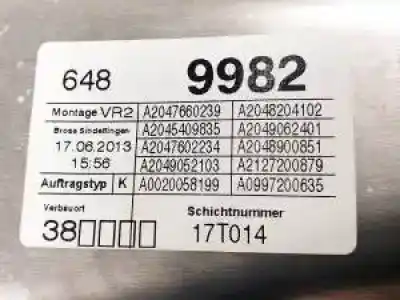 648 9982
Montage VR2 A2047660239 A2048204102
Brose Sindelfingen A2045409835 A2049062401
17.06.2013 A2047602234 A2048900851
15:56 A2049052103 A2127200879
Auftragstyp K A0020058199 A0997200635
Verbauort Schichtnummer
38□□□□ 17T014